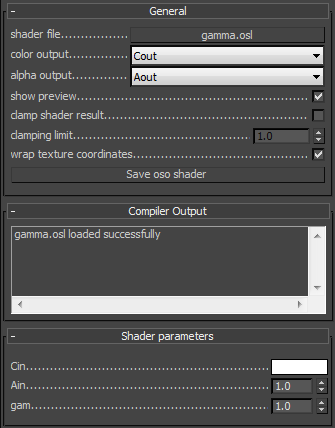 - General
shader file.................... gamma.osl
color output.................. Cout
alpha output................. Aout
show preview...........................................................
clamp shader result..................................................
clamping limit.......................................... 1.0
wrap texture coordinates........................................
Save oso shader
- Compiler Output
gamma.osl loaded successfully
- Shader parameters
Cin................................................................
Ain................................................................ 1.0
gam.............................................................. 1.0